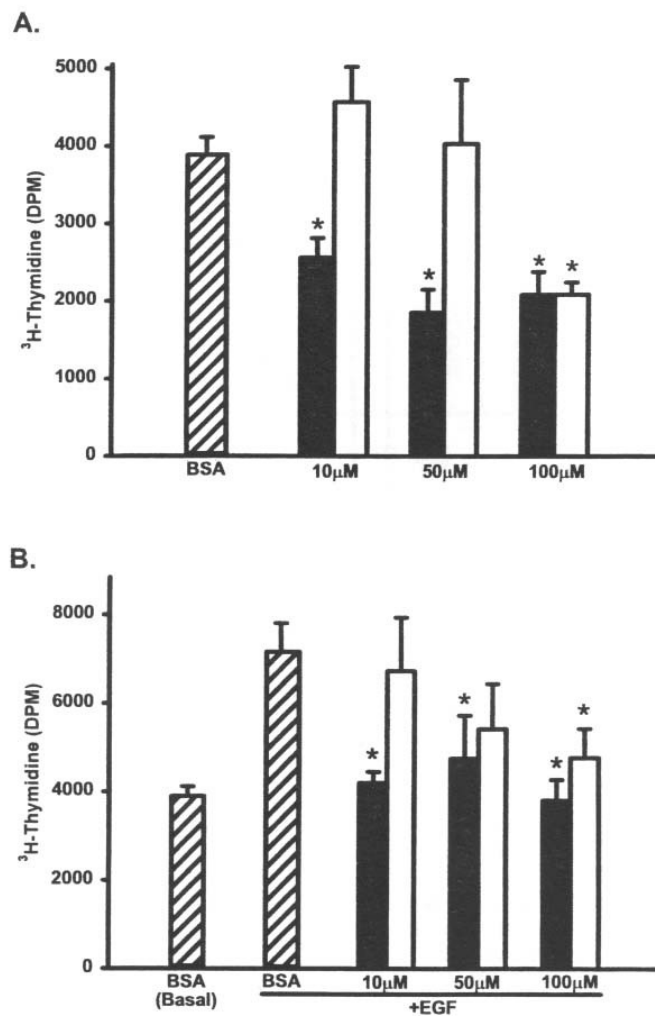 A.
5000
4000
3000
2000
1000
0
³H-Thymidine (DPM)
* * * *
BSA 10µM 50µM 100µM
B.
8000
6000
4000
2000
0
³H-Thymidine (DPM)
* * * *
BSA (Basal) BSA 10µM 50µM 100µM
+EGF